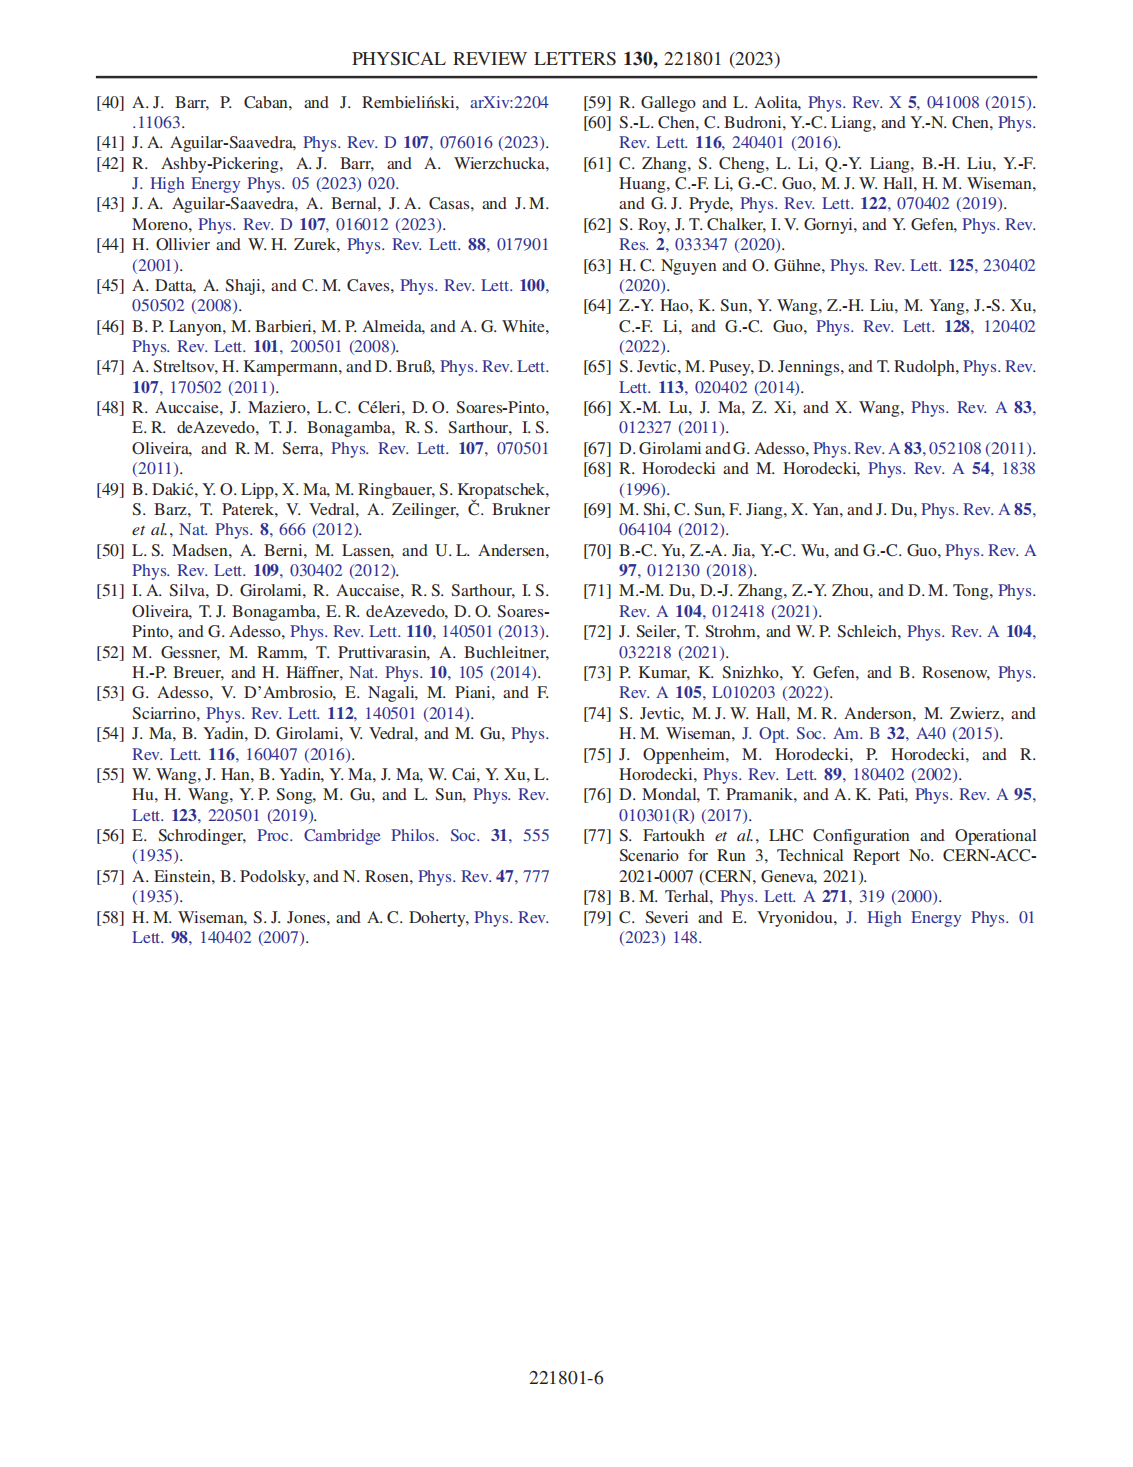 PHYSICAL REVIEW LETTERS 130, 221801 (2023)
[40] A. J. Barr, P. Caban, and J. Rembieliński, arXiv:2204
.11063.
[41] J. A. Aguilar-Saavedra, Phys. Rev. D 107, 076016 (2023).
[42] R. Ashby-Pickering, A. J. Barr, and A. Wierzchucka,
J. High Energy Phys. 05 (2023) 020.
[43] J. A. Aguilar-Saavedra, A. Bernal, J. A. Casas, and J. M.
Moreno, Phys. Rev. D 107, 016012 (2023).
[44] H. Ollivier and W. H. Zurek, Phys. Rev. Lett. 88, 017901
(2001).
[45] A. Datta, A. Shaji, and C. M. Caves, Phys. Rev. Lett. 100,
050502 (2008).
[46] B. P. Lanyon, M. Barbieri, M. P. Almeida, and A. G. White,
Phys. Rev. Lett. 101, 200501 (2008).
[47] A. Streltsov, H. Kampermann, and D. Bruß, Phys. Rev. Lett.
107, 170502 (2011).
[48] R. Auccaise, J. Maziero, L. C. Céleri, D. O. Soares-Pinto,
E. R. deAzevedo, T. J. Bonagamba, R. S. Sarthour, I. S.
Oliveira, and R. M. Serra, Phys. Rev. Lett. 107, 070501
(2011).
[49] B. Dakić, Y. O. Lipp, X. Ma, M. Ringbauer, S. Kropatschek,
S. Barz, T. Paterek, V. Vedral, A. Zeilinger, Č. Brukner
et al., Nat. Phys. 8, 666 (2012).
[50] L. S. Madsen, A. Berni, M. Lassen, and U. L. Andersen,
Phys. Rev. Lett. 109, 030402 (2012).
[51] I. A. Silva, D. Girolami, R. Auccaise, R. S. Sarthour, I. S.
Oliveira, T. J. Bonagamba, E. R. deAzevedo, D. O. Soares-
Pinto, and G. Adesso, Phys. Rev. Lett. 110, 140501 (2013).
[52] M. Gessner, M. Ramm, T. Pruttivarasin, A. Buchleitner,
H.-P. Breuer, and H. Häffner, Nat. Phys. 10, 105 (2014).
[53] G. Adesso, V. D'Ambrosio, E. Nagali, M. Piani, and F.
Sciarrino, Phys. Rev. Lett. 112, 140501 (2014).
[54] J. Ma, B. Yadin, D. Girolami, V. Vedral, and M. Gu, Phys.
Rev. Lett. 116, 160407 (2016).
[55] W. Wang, J. Han, B. Yadin, Y. Ma, J. Ma, W. Cai, Y. Xu, L.
Hu, H. Wang, Y. P. Song, M. Gu, and L. Sun, Phys. Rev.
Lett. 123, 220501 (2019).
[56] E. Schrodinger, Proc. Cambridge Philos. Soc. 31, 555
(1935).
[57] A. Einstein, B. Podolsky, and N. Rosen, Phys. Rev. 47, 777
(1935).
[58] H. M. Wiseman, S. J. Jones, and A. C. Doherty, Phys. Rev.
Lett. 98, 140402 (2007).
[59] R. Gallego and L. Aolita, Phys. Rev. X 5, 041008 (2015).
[60] S.-L. Chen, C. Budroni, Y.-C. Liang, and Y.-N. Chen, Phys.
Rev. Lett. 116, 240401 (2016).
[61] C. Zhang, S. Cheng, L. Li, Q.-Y. Liang, B.-H. Liu, Y.-F.
Huang, C.-F. Li, G.-C. Guo, M. J. W. Hall, H. M. Wiseman,
and G. J. Pryde, Phys. Rev. Lett. 122, 070402 (2019).
[62] S. Roy, J. T. Chalker, I. V. Gornyi, and Y. Gefen, Phys. Rev.
Res. 2, 033347 (2020).
[63] H. C. Nguyen and O. Gühne, Phys. Rev. Lett. 125, 230402
(2020).
[64] Z.-Y. Hao, K. Sun, Y. Wang, Z.-H. Liu, M. Yang, J.-S. Xu,
C.-F. Li, and G.-C. Guo, Phys. Rev. Lett. 128, 120402
(2022).
[65] S. Jevtic, M. Pusey, D. Jennings, and T. Rudolph, Phys. Rev.
Lett. 113, 020402 (2014).
[66] X.-M. Lu, J. Ma, Z. Xi, and X. Wang, Phys. Rev. A 83,
012327 (2011).
[67] D. Girolami and G. Adesso, Phys. Rev. A 83, 052108 (2011).
[68] R. Horodecki and M. Horodecki, Phys. Rev. A 54, 1838
(1996).
[69] M. Shi, C. Sun, F. Jiang, X. Yan, and J. Du, Phys. Rev. A 85,
064104 (2012).
[70] B.-C. Yu, Z.-A. Jia, Y.-C. Wu, and G.-C. Guo, Phys. Rev. A
97, 012130 (2018).
[71] M.-M. Du, D.-J. Zhang, Z.-Y. Zhou, and D. M. Tong, Phys.
Rev. A 104, 012418 (2021).
[72] J. Seiler, T. Strohm, and W. P. Schleich, Phys. Rev. A 104,
032218 (2021).
[73] P. Kumar, K. Snizhko, Y. Gefen, and B. Rosenow, Phys.
Rev. A 105, L010203 (2022).
[74] S. Jevtic, M. J. W. Hall, M. R. Anderson, M. Zwierz, and
H. M. Wiseman, J. Opt. Soc. Am. B 32, A40 (2015).
[75] J. Oppenheim, M. Horodecki, P. Horodecki, and R.
Horodecki, Phys. Rev. Lett. 89, 180402 (2002).
[76] D. Mondal, T. Pramanik, and A. K. Pati, Phys. Rev. A 95,
010301(R) (2017).
[77] S. Fartoukh et al., LHC Configuration and Operational
Scenario for Run 3, Technical Report No. CERN-ACC-
2021-0007 (CERN, Geneva, 2021).
[78] B. M. Terhal, Phys. Lett. A 271, 319 (2000).
[79] C. Severi and E. Vryonidou, J. High Energy Phys. 01
(2023) 148.
221801-6